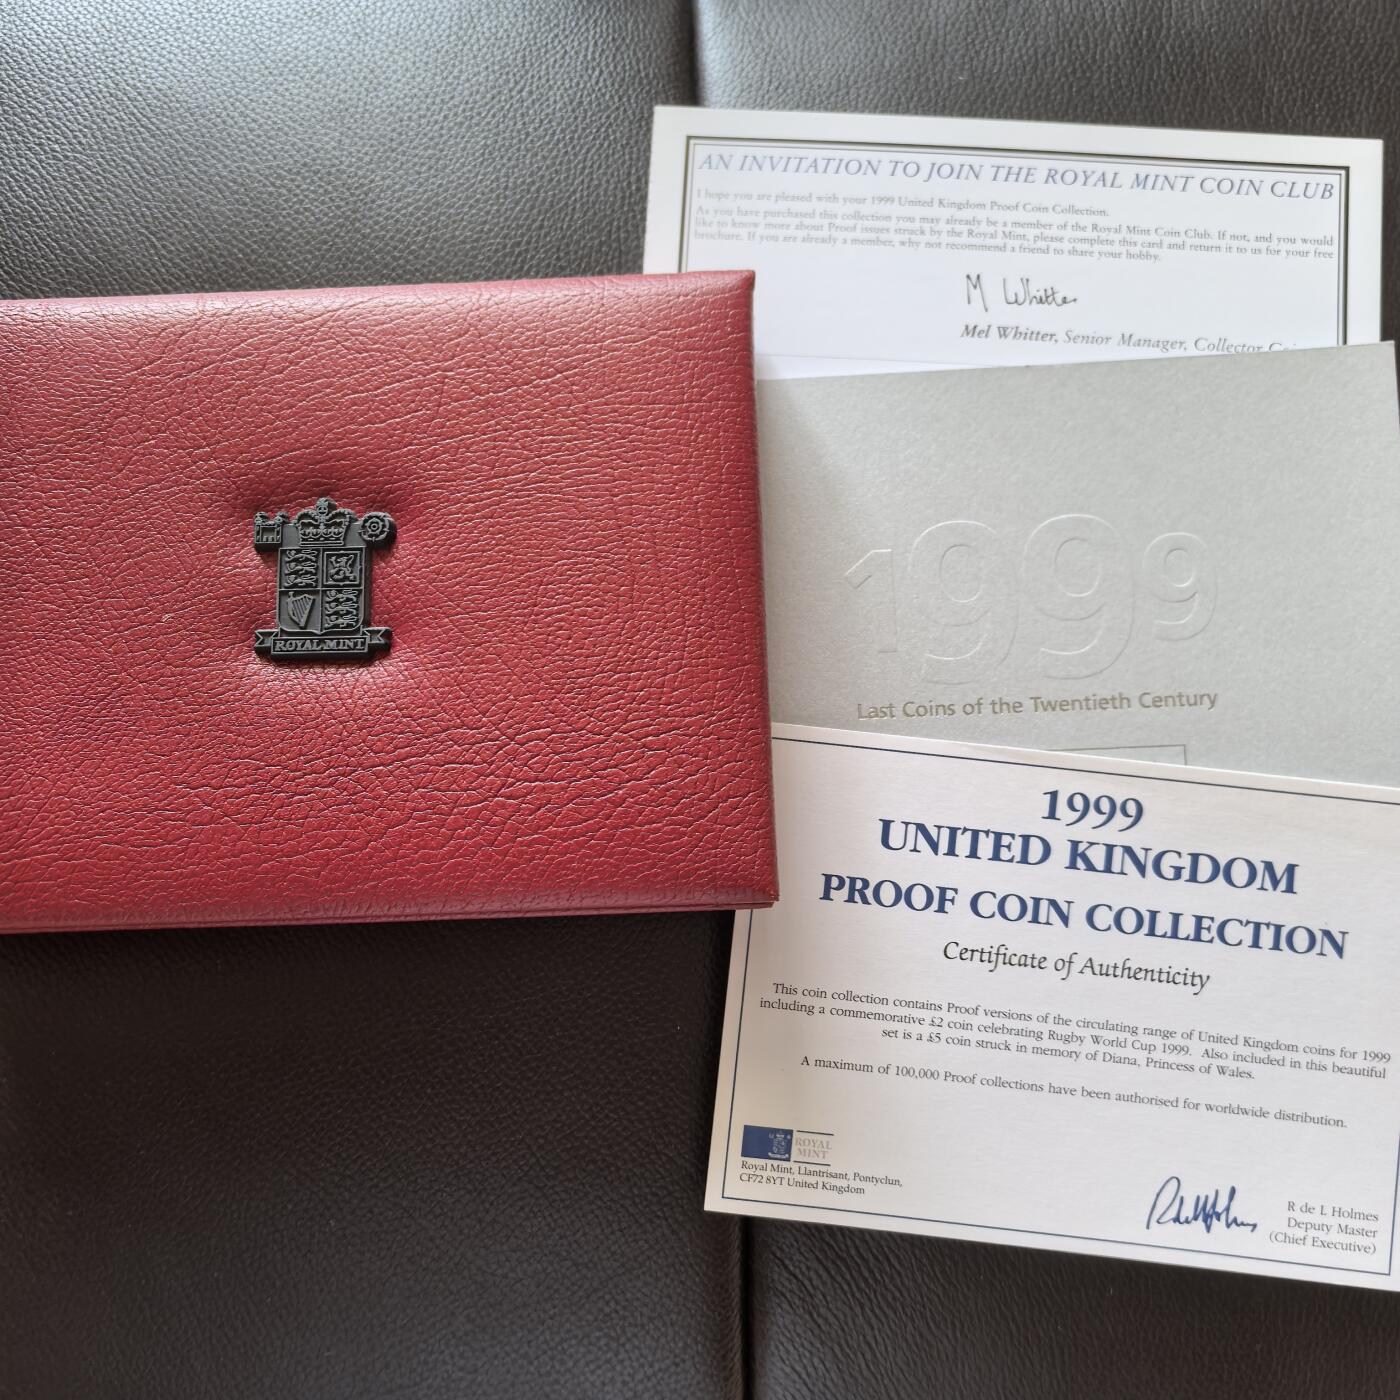 AN INVITATION TO JOIN THE ROYAL MINT COIN CLUB
I hope you are pleased with your 1999 United Kingdom Proof Coin Collection.
As you have purchased this collection you may already be a member of the Royal Mint Coin Club. If not, and you would
like to know more about Proof issues struck by the Royal Mint, please complete this card and return it to us for your free
brochure. If you are already a member, why not recommend a friend to share your hobby.
M Whitter
Mel Whitter, Senior Manager, Collector
ROYAL MINT
1999
Last Coins of the Twentieth Century
1999
UNITED KINGDOM
PROOF COIN COLLECTION
Certificate of Authenticity
This coin collection contains Proof versions of the circulating range of United Kingdom coins for 1999
including a commemorative £2 coin celebrating Rugby World Cup 1999. Also included in this beautiful
set is a £5 coin struck in memory of Diana, Princess of Wales.
A maximum of 100,000 Proof collections have been authorised for worldwide distribution.
ROYAL
MINT
Royal Mint, Llantrisant, Pontyclun,
CF72 8YT United Kingdom
R de L Holmes
Deputy Master
(Chief Executive)